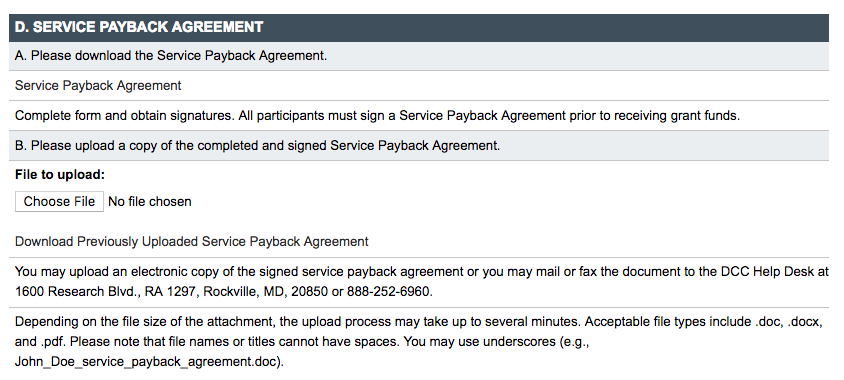 D. SERVICE PAYBACK AGREEMENT
A. Please download the Service Payback Agreement.
Service Payback Agreement
Complete form and obtain signatures. All participants must sign a Service Payback Agreement prior to receiving grant funds.
B. Please upload a copy of the completed and signed Service Payback Agreement.
File to upload:
Choose File No file chosen
Download Previously Uploaded Service Payback Agreement
You may upload an electronic copy of the signed service payback agreement or you may mail or fax the document to the DCC Help Desk at
1600 Research Blvd., RA 1297, Rockville, MD, 20850 or 888-252-6960.
Depending on the file size of the attachment, the upload process may take up to several minutes. Acceptable file types include .doc, .docx,
and .pdf. Please note that file names or titles cannot have spaces. You may use underscores (e.g.,
John_Doe_service_payback_agreement.doc).